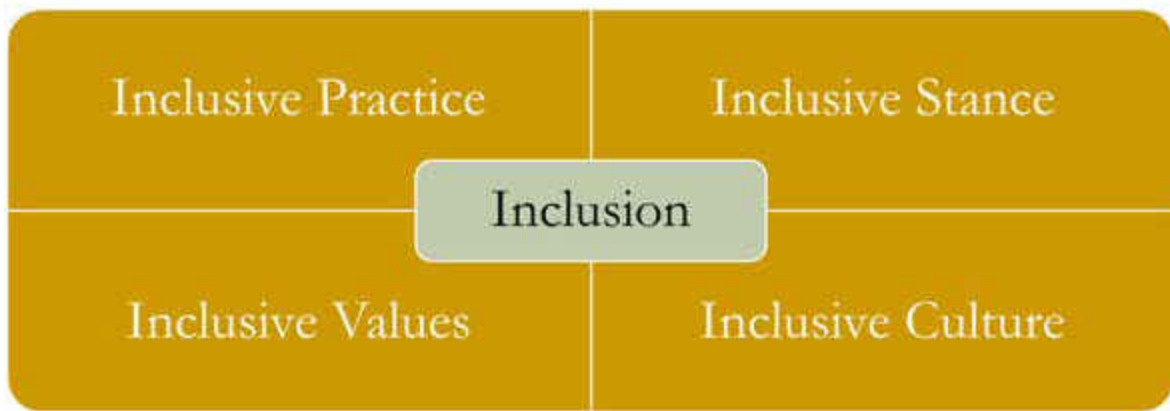 Inclusive Practice
Inclusive Stance
Inclusion
Inclusive Values
Inclusive Culture